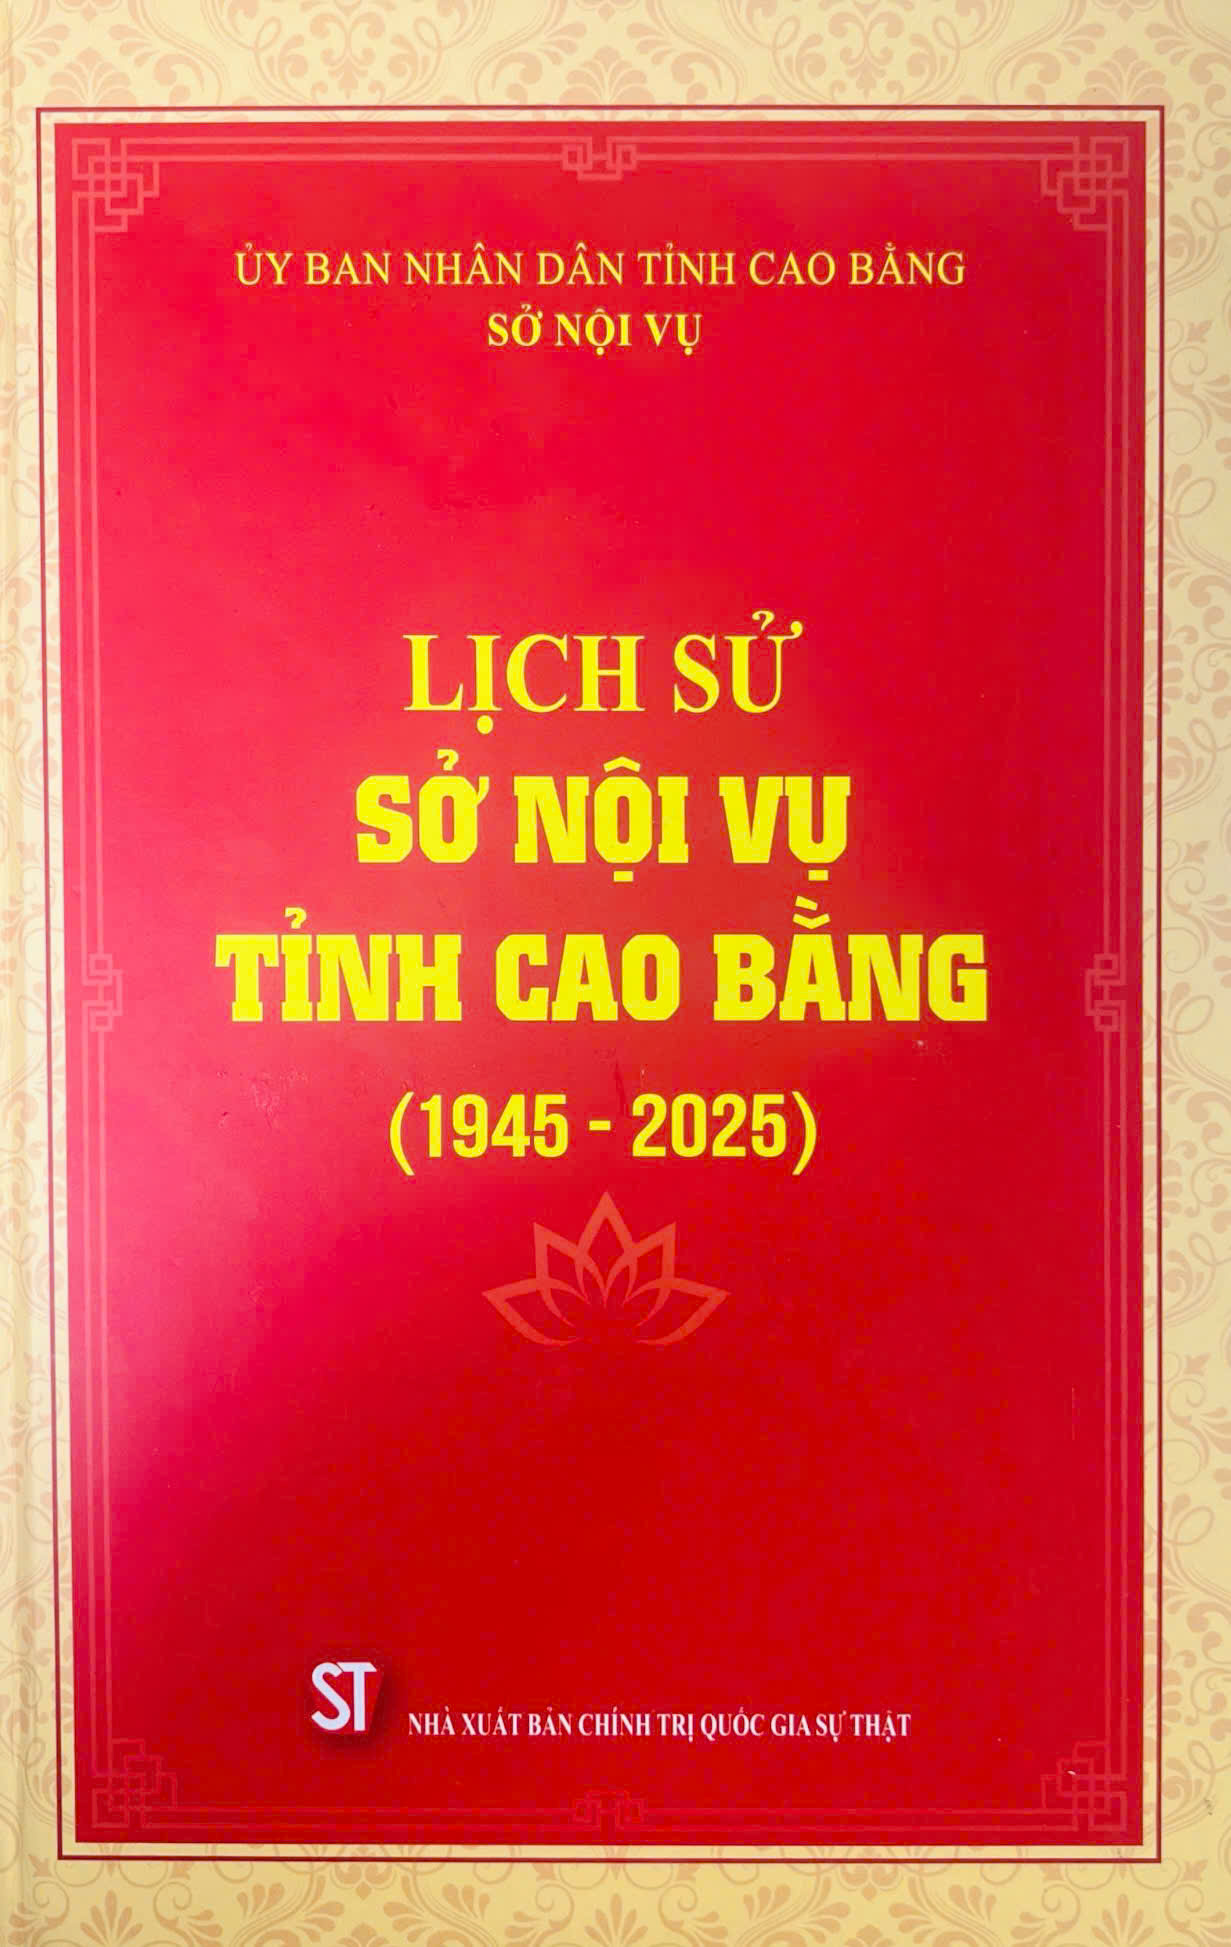 ỦY BAN NHÂN DÂN TỈNH CAO BẰNG
SỞ NỘI VỤ
LỊCH SỬ
SỞ NỘI VỤ
TỈNH CAO BẰNG
(1945 - 2025)
ST
NHÀ XUẤT BẢN CHÍNH TRỊ QUỐC GIA SỰ THẬT